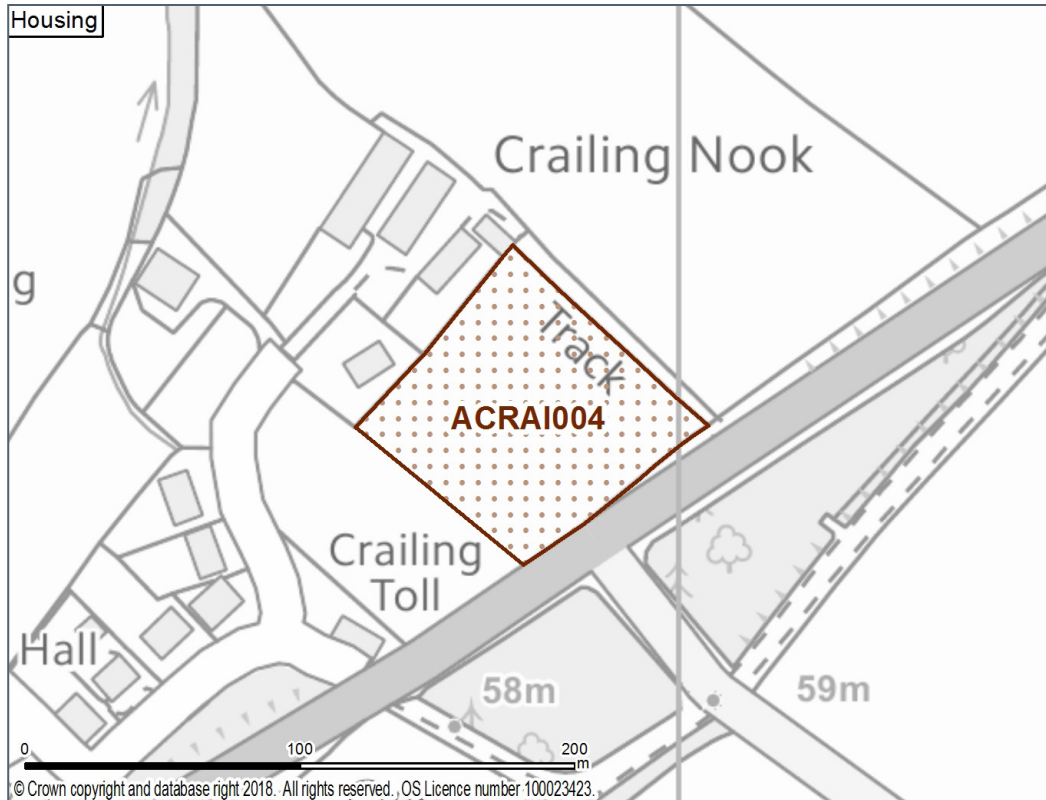 Housing
Crailing Nook
g
Track
ACRAI004
Crailing
Toll
Hall
58m
59m
0 100 200
m
© Crown copyright and database right 2018. All rights reserved. OS Licence number 100023423.